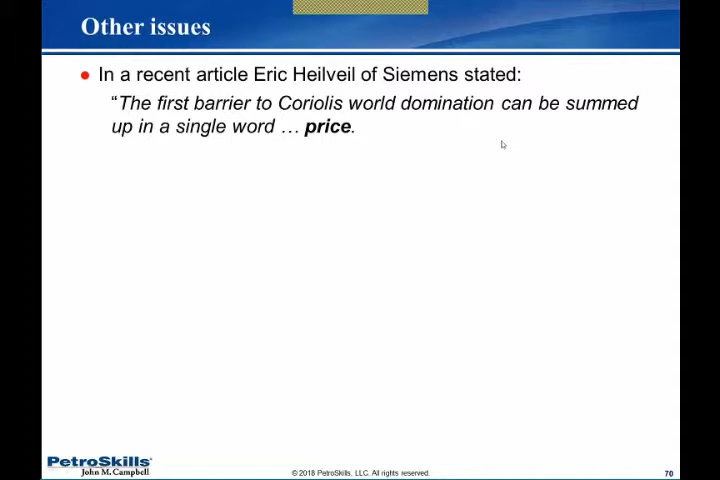 Other issues
● In a recent article Eric Heilveil of Siemens stated:
“The first barrier to Coriolis world domination can be summed
up in a single word … price.
PetroSkills
John M. Campbell
© 2018 PetroSkills, LLC. All rights reserved.
70